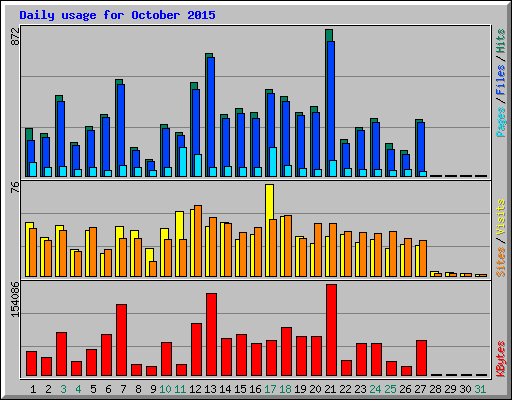 Daily usage for October 2015
872
Pages / Files / Hits
76
Sites / Visits
154086
KBytes
1 2 3 4 5 6 7 8 9 10 11 12 13 14 15 16 17 18 19 20 21 22 23 24 25 26 27 28 29 30 31